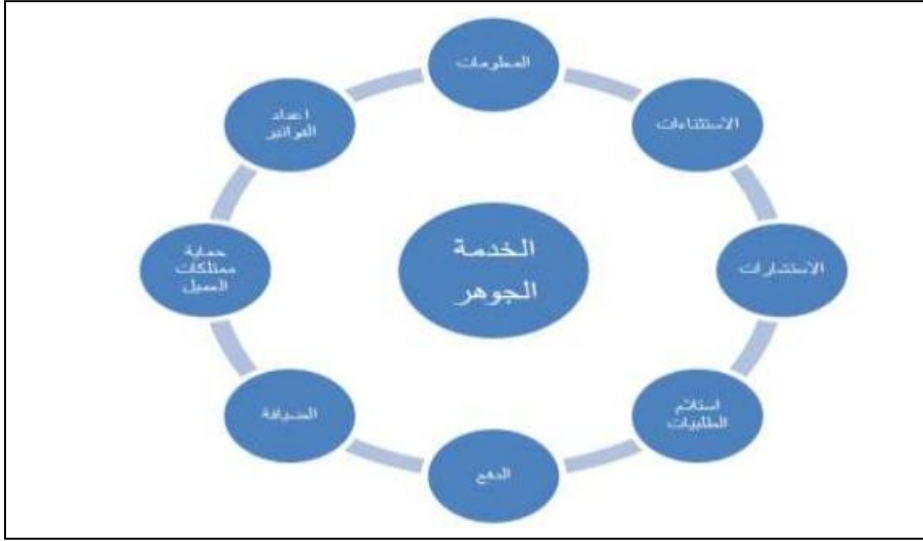 المعلومات
الاستثناءات
الاستشارات
استلام
الطلبيات
الدفع
الضيافة
حماية
ممتلكات
العميل
اعداد
الفواتير
الخدمة
الجوهر